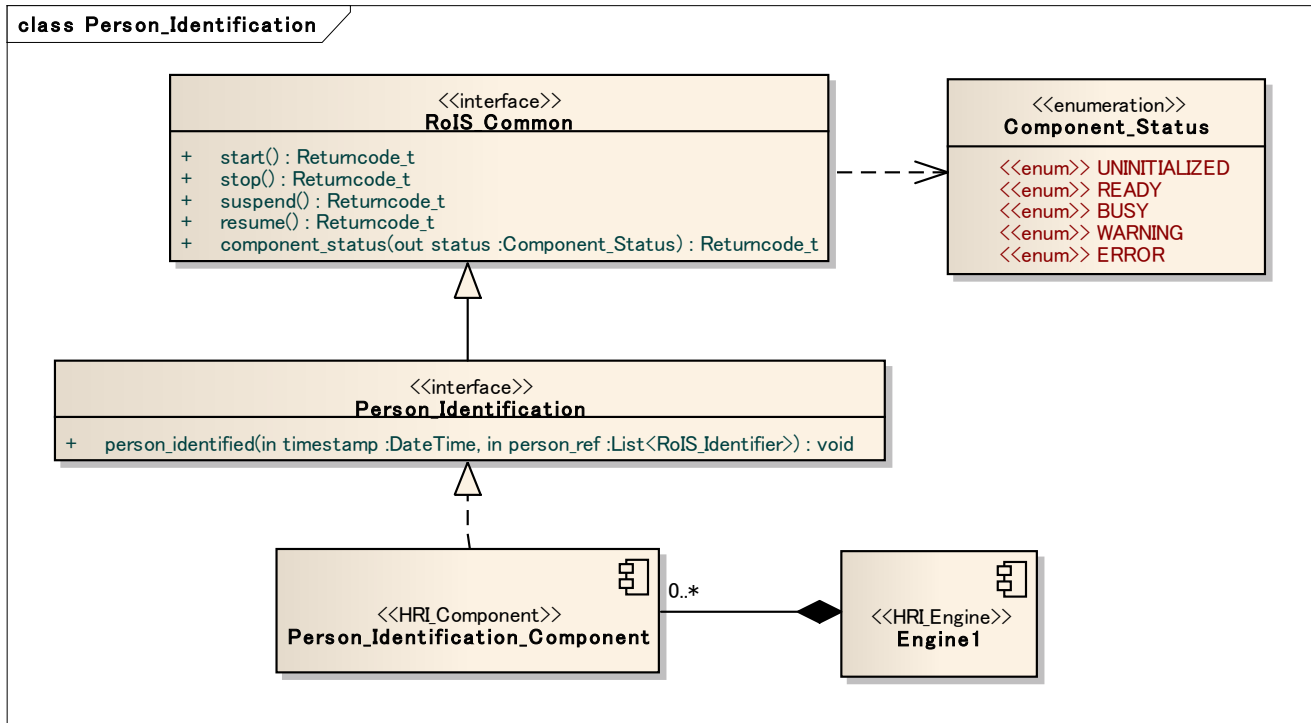 class Person_Identification
<<interface>>
RoIS_Common
+ start() : Returncode_t
+ stop() : Returncode_t
+ suspend() : Returncode_t
+ resume() : Returncode_t
+ component_status(out status :Component_Status) : Returncode_t
<<enumeration>>
Component_Status
<<enum>> UNINITIALIZED
<<enum>> READY
<<enum>> BUSY
<<enum>> WARNING
<<enum>> ERROR
<<interface>>
Person_Identification
+ person_identified(in timestamp :DateTime, in person_ref :List<RoIS_Identifier>) : void
<<HRI_Component>>
Person_Identification_Component
0..*
<<HRI_Engine>>
Engine1